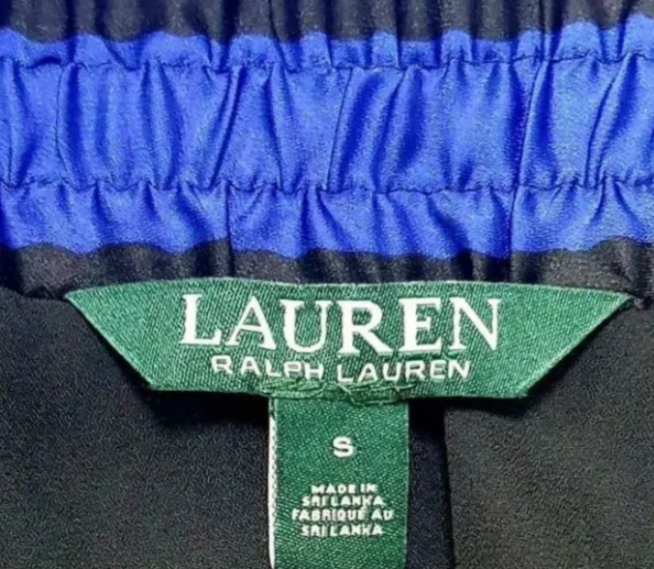 LAUREN
RALPH LAUREN
S
MADE IN
SRI LANKA
FABRIQUÉ AU
SRI LANKA